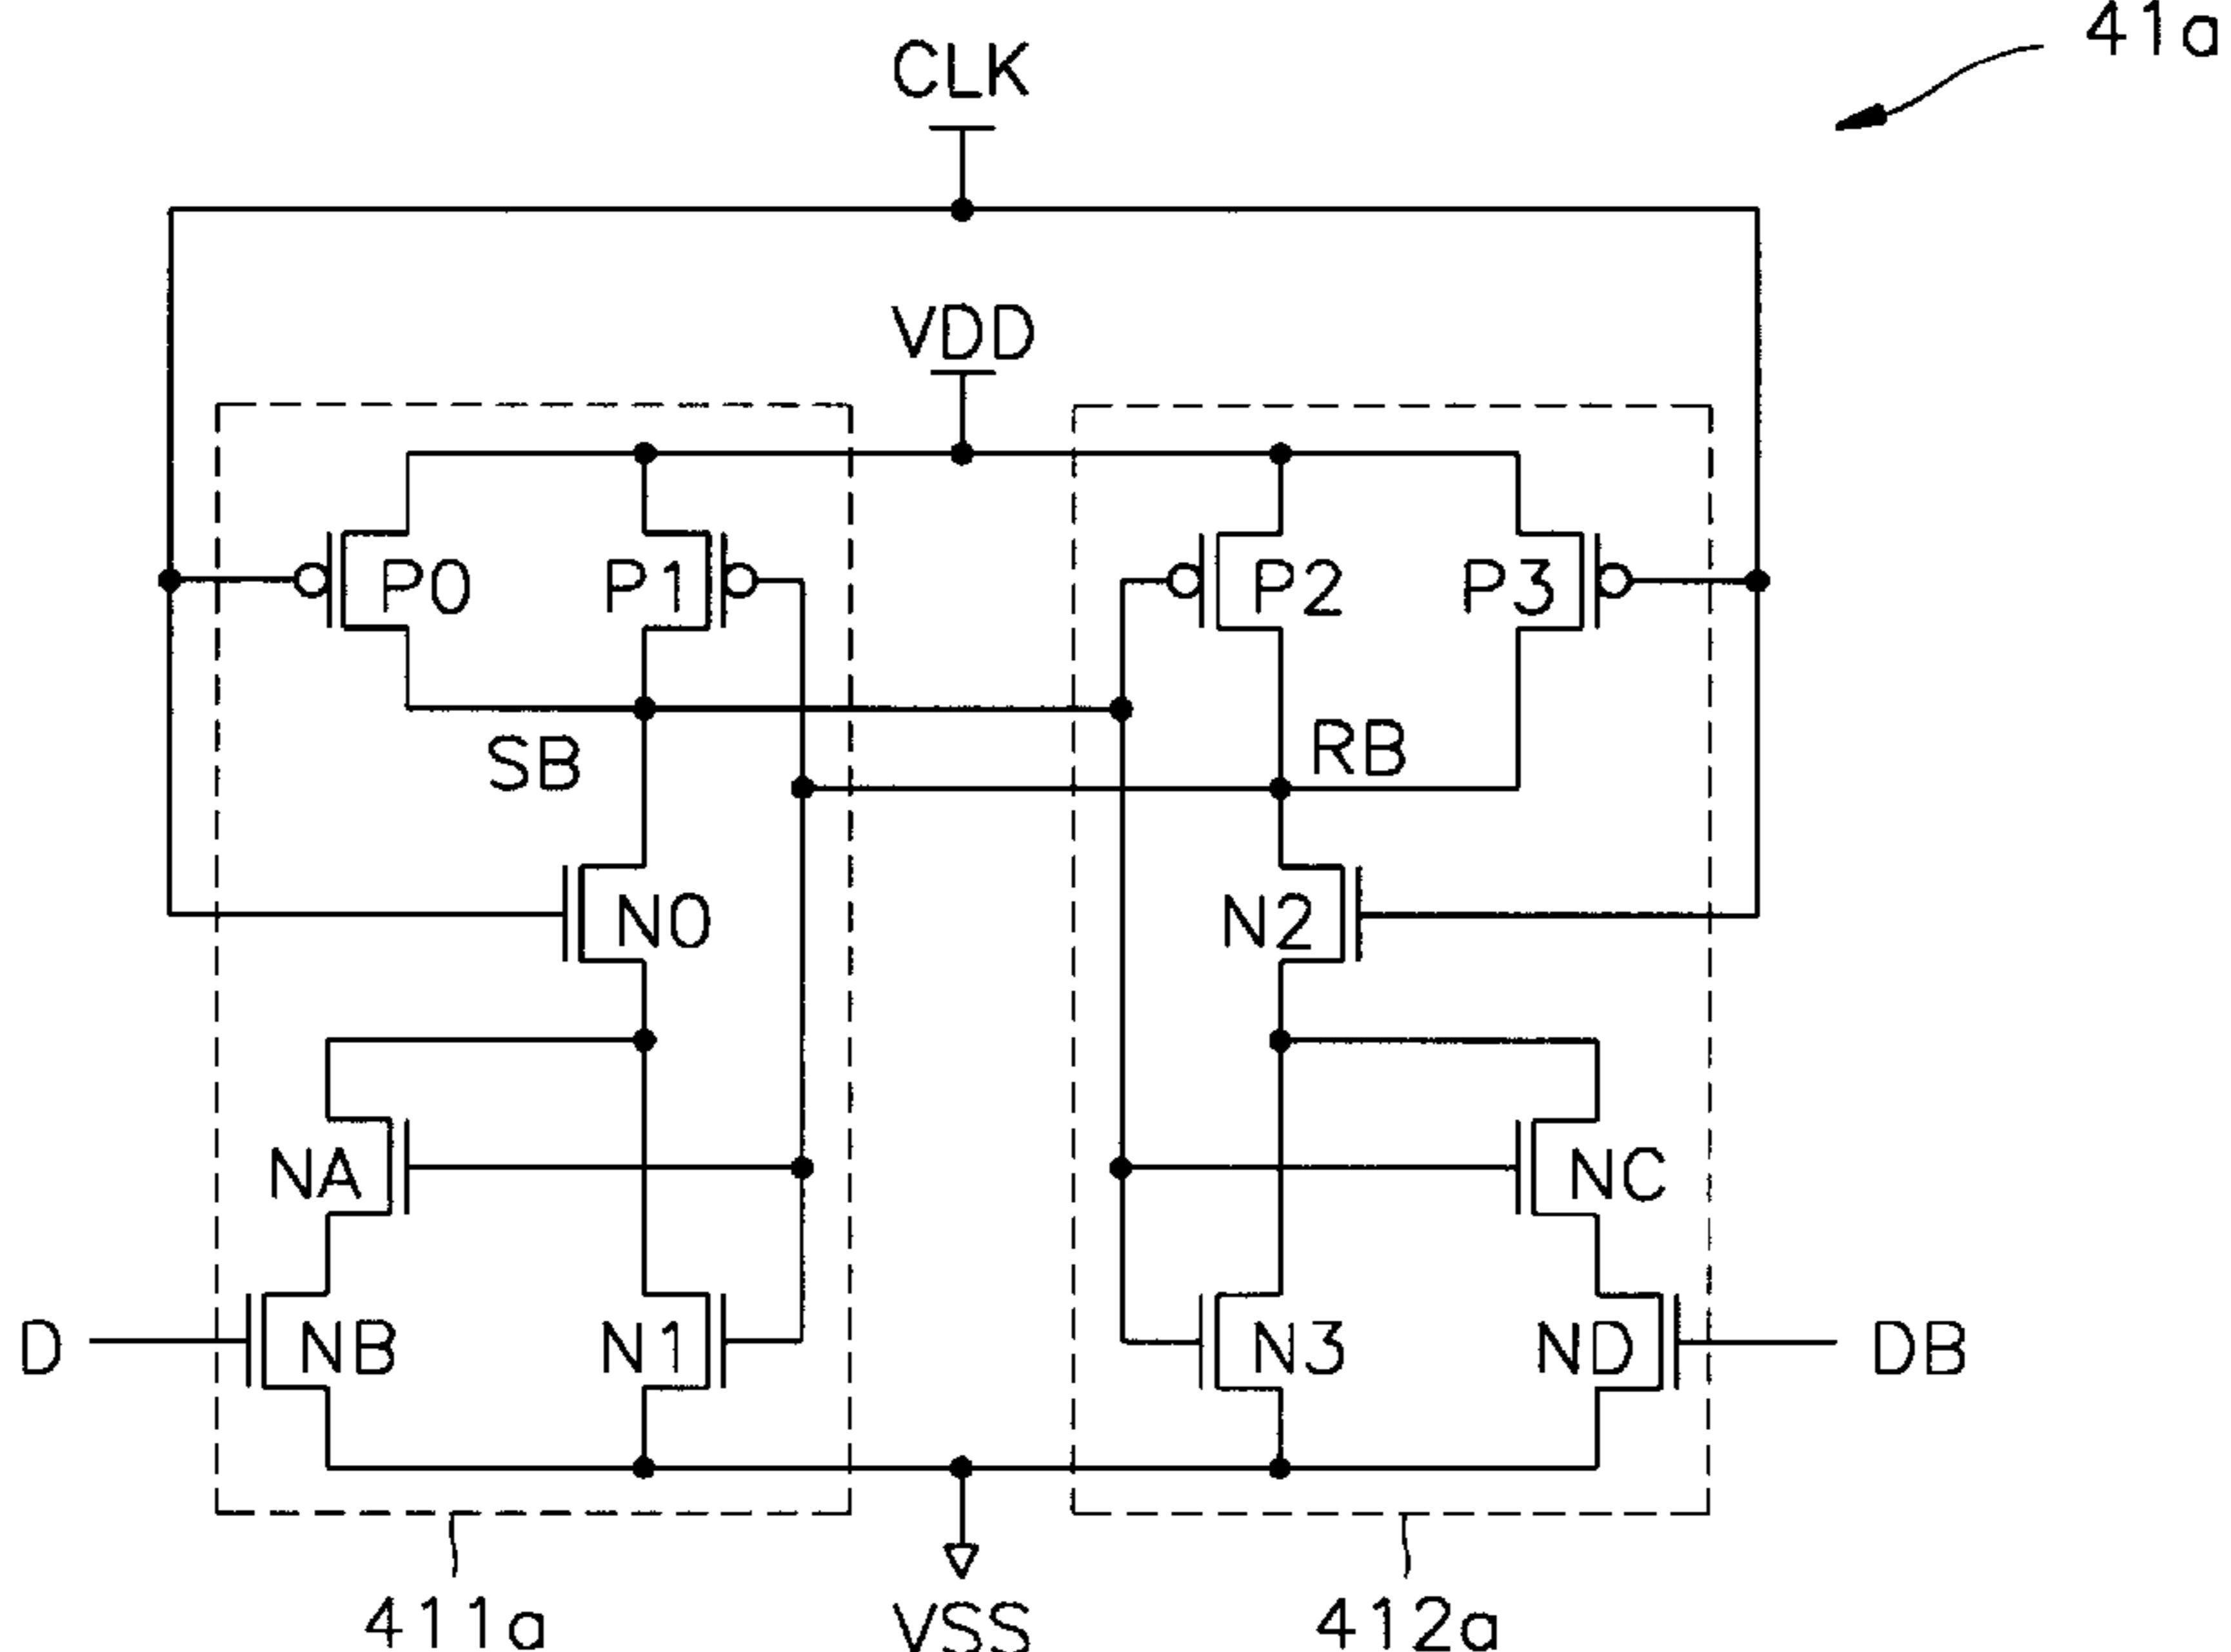 41a
CLK
VDD
P0
P1
P2
P3
SB
RB
N0
N2
NA
NC
D
NB
N1
N3
ND
DB
411a
VSS
412a